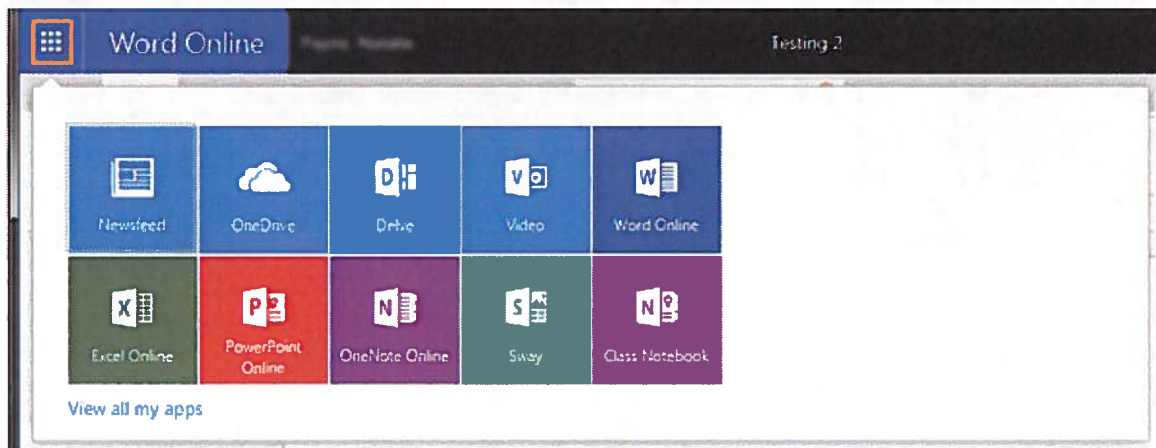 Word Online
Testing 2
Newsfeed
OneDrive
Delve
Video
Word Online
Excel Online
PowerPoint
Online
OneNote Online
Sway
Class Notebook
View all my apps